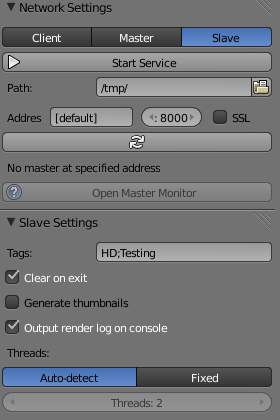 Network Settings
Client Master Slave
Start Service
Path: /tmp/
Addres [default] : 8000 SSL
No master at specified address
Open Master Monitor
Slave Settings
Tags: HD;Testing
Clear on exit
Generate thumbnails
Output render log on console
Threads:
Auto-detect Fixed
Threads: 2